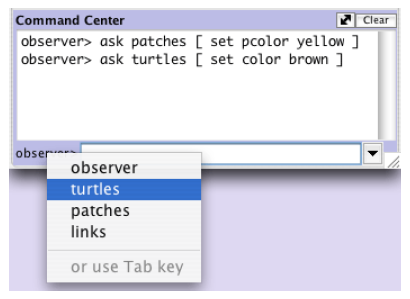 Command Center Clear
observer> ask patches [ set pcolor yellow ]
observer> ask turtles [ set color brown ]
observer>
observer
turtles
patches
links
or use Tab key